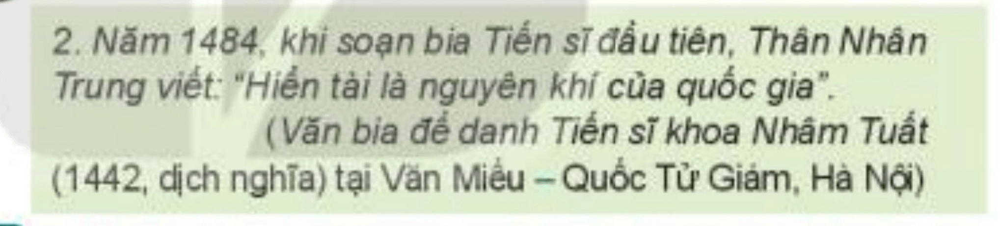 2. Năm 1484, khi soạn bia Tiến sĩ đầu tiên, Thân Nhân
Trung viết: “Hiền tài là nguyên khí của quốc gia”.
(Văn bia đề danh Tiến sĩ khoa Nhâm Tuất
(1442, dịch nghĩa) tại Văn Miếu – Quốc Tử Giám, Hà Nội)